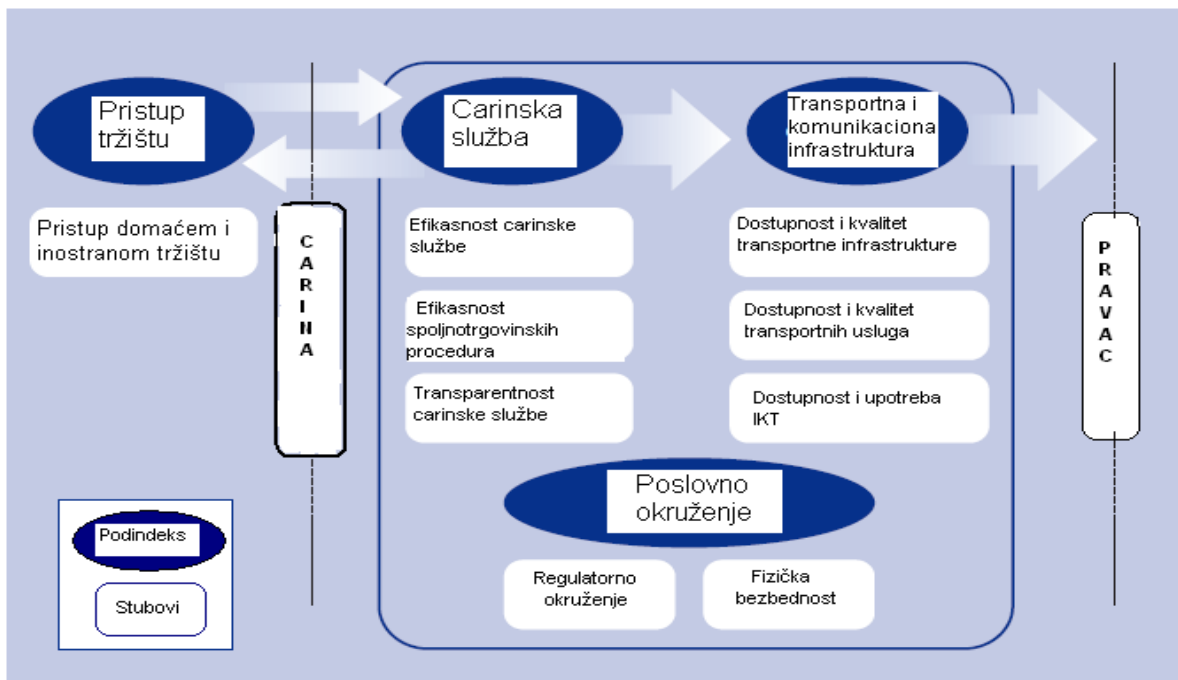 Pristup
tržištu
Pristup domaćem i
inostranom tržištu
CARINA
Carinska
služba
Efikasnost carinske
službe
Efikasnost
spoljnotrgovinskih
procedura
Transparentnost
carinske službe
Transportna i
komunikaciona
infrastruktura
Dostupnost i kvalitet
transportne infrastrukture
Dostupnost i kvalitet
transportnih usluga
Dostupnost i upotreba
IKT
Poslovno
okruženje
Regulatorno
okruženje
Fizička
bezbednost
PRAVAC
Podindeks
Stubovi